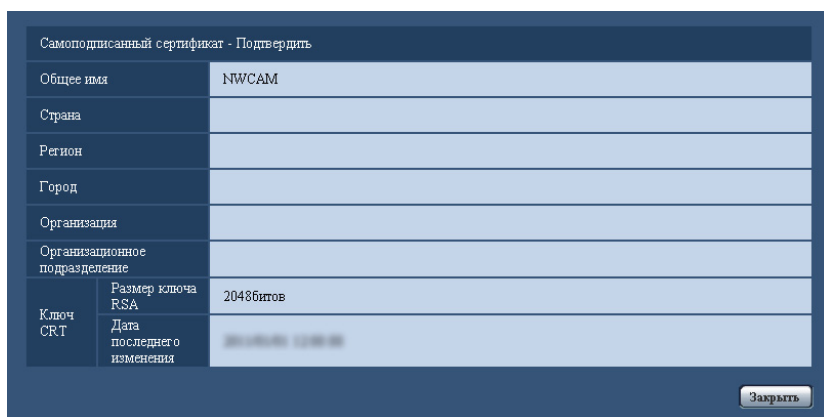 Самоподписанный сертификат - Подтвердить
Общее имя NWCAM
Страна
Регион
Город
Организация
Организационное
подразделение
Ключ
CRT
Размер ключа
RSA
2048битов
Дата
последнего
изменения
Закрыть